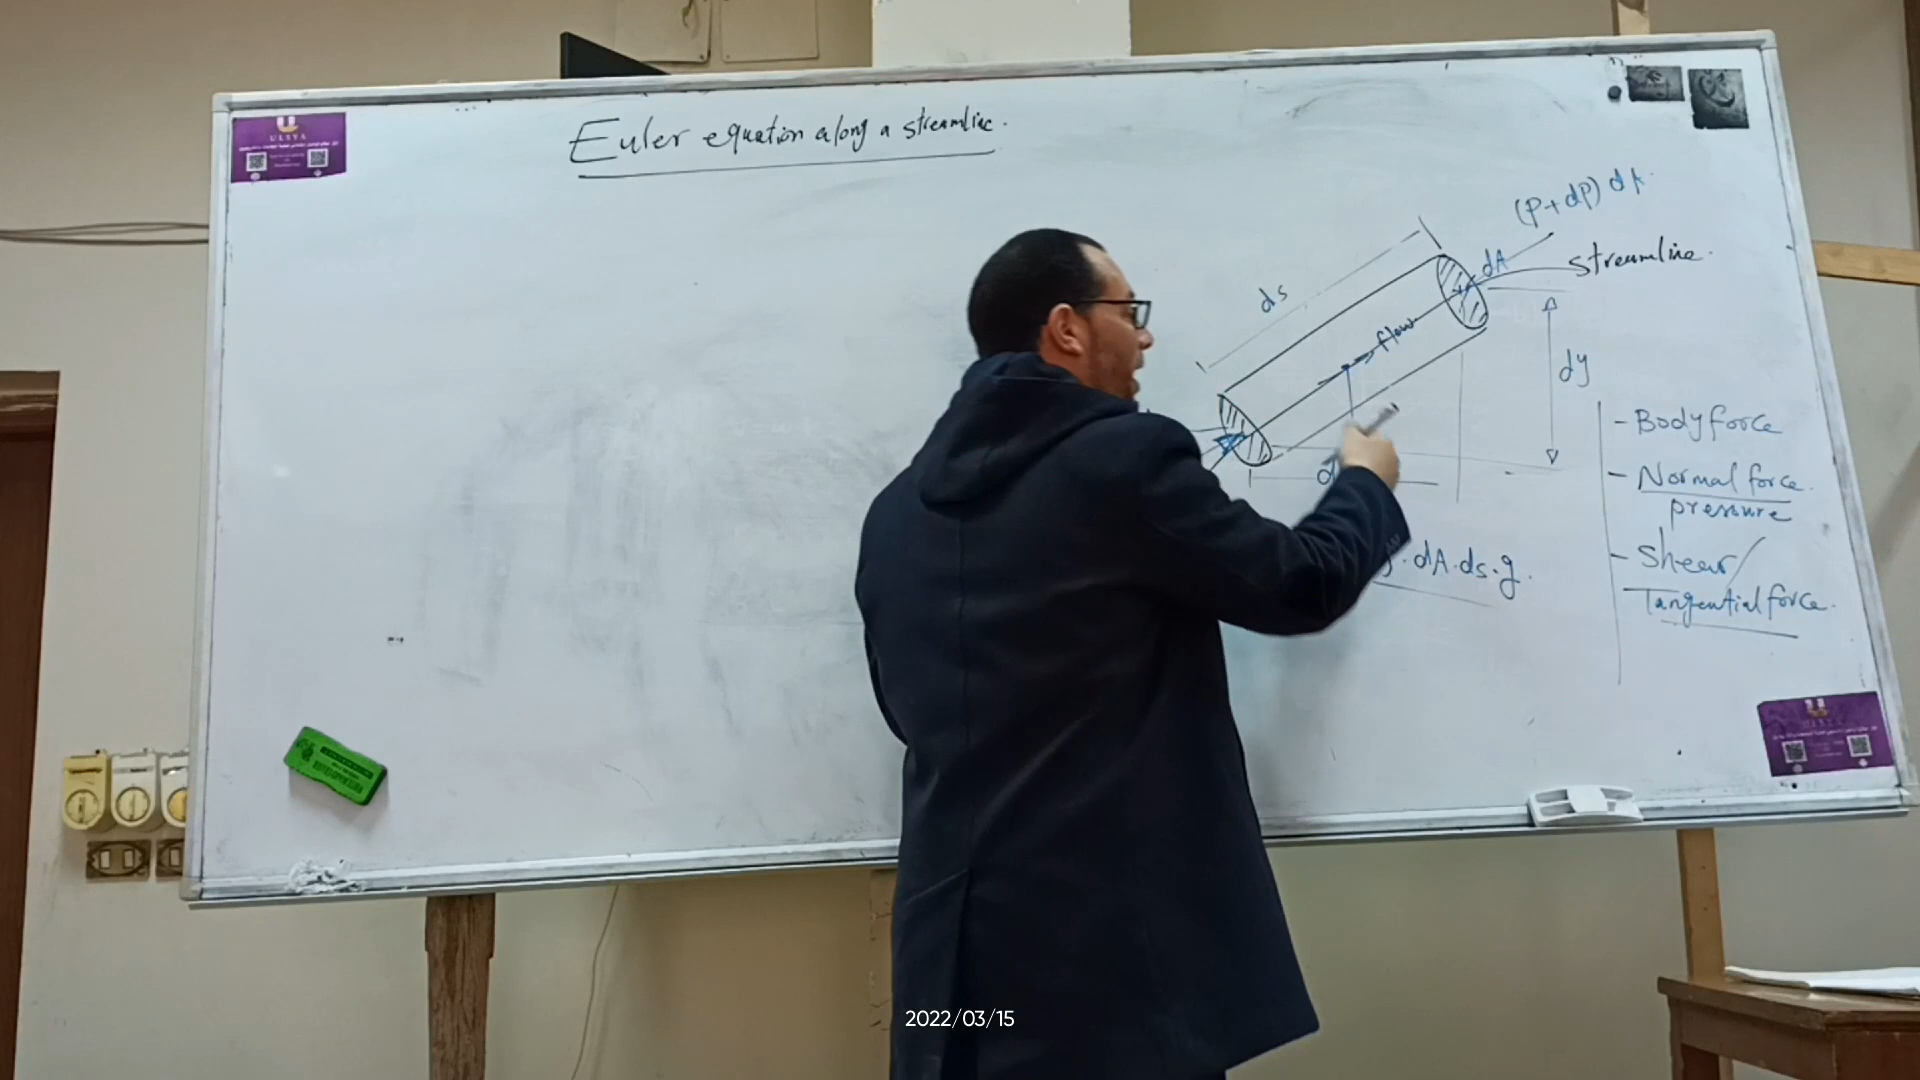 Euler equation along a streamline.
(P+dP) dA
dA
streamline.
ds
flow
dy
- Body force
- Normal force.
pressure
- Shear/
Tangential force.
. dA . ds . g .
ULSYA
2022/03/15